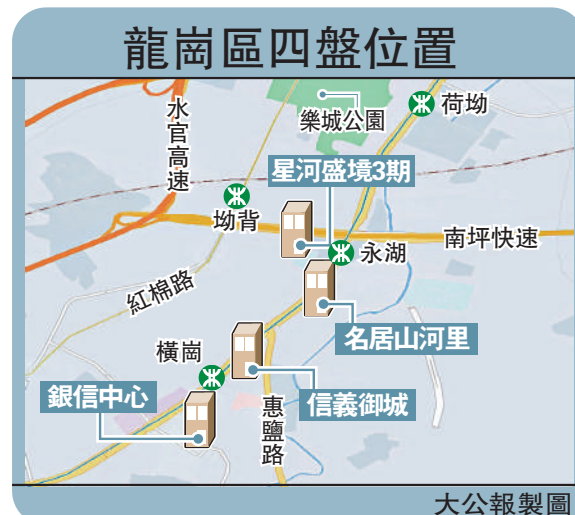 龍崗區四盤位置
荷坳
樂城公園
水官高速
星河盛境3期
坳背
南坪快速
永湖
紅棉路
名居山河里
橫崗
銀信中心
信義御城
惠鹽路
大公報製圖